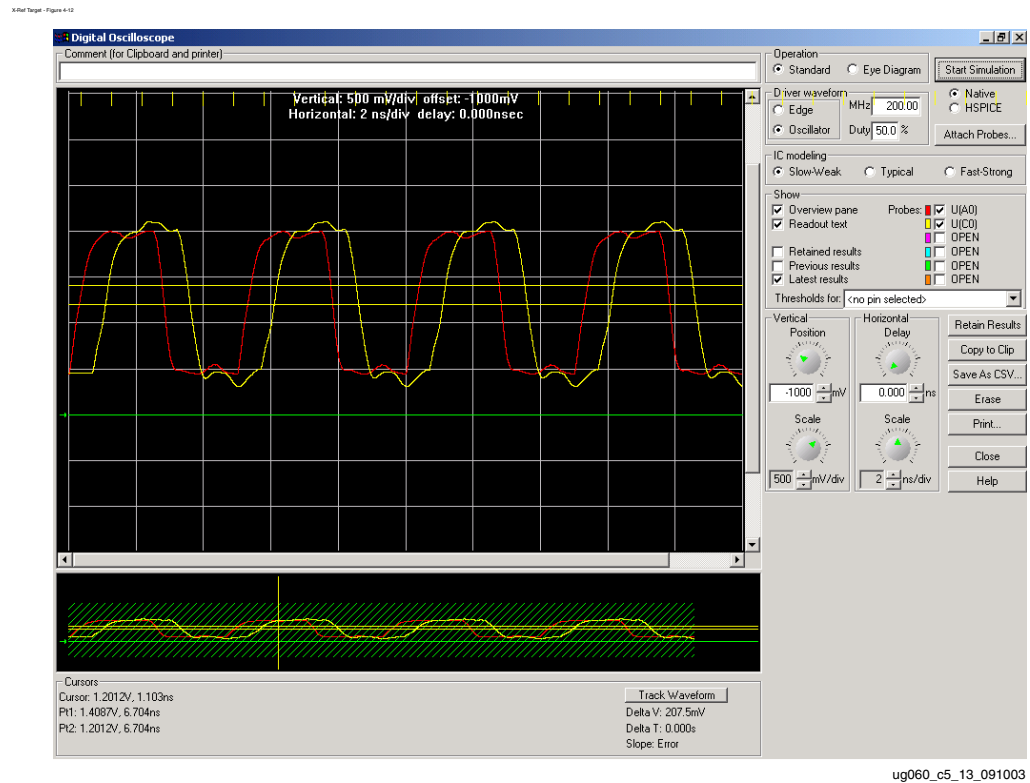 X-Ref Target - Figure 4-12
Digital Oscilloscope
Comment (for Clipboard and printer)
Vertical: 500 mV/div offset: -1000mV
Horizontal: 2 ns/div delay: 0.000nsec
Operation
Standard Eye Diagram
Start Simulation
Driver waveform
Edge
Oscillator
MHz 200.00
Duty 50.0 %
Native
HSPICE
Attach Probes...
IC modeling
Slow-Weak Typical Fast-Strong
Show
Overview pane
Readout text
Retained results
Previous results
Latest results
Probes: U(A0)
U(C0)
OPEN
OPEN
OPEN
OPEN
Thresholds for: <no pin selected>
Vertical
Position
-1000 mV
Scale
500 mV/div
Horizontal
Delay
0.000 ns
Scale
2 ns/div
Retain Results
Copy to Clip
Save As CSV...
Erase
Print...
Close
Help
Cursors
Cursor: 1.2012V, 1.103ns
Pt1: 1.4087V, 6.704ns
Pt2: 1.2012V, 6.704ns
Track Waveform
Delta V: 207.5mV
Delta T: 0.000s
Slope: Error
ug060_c5_13_091003